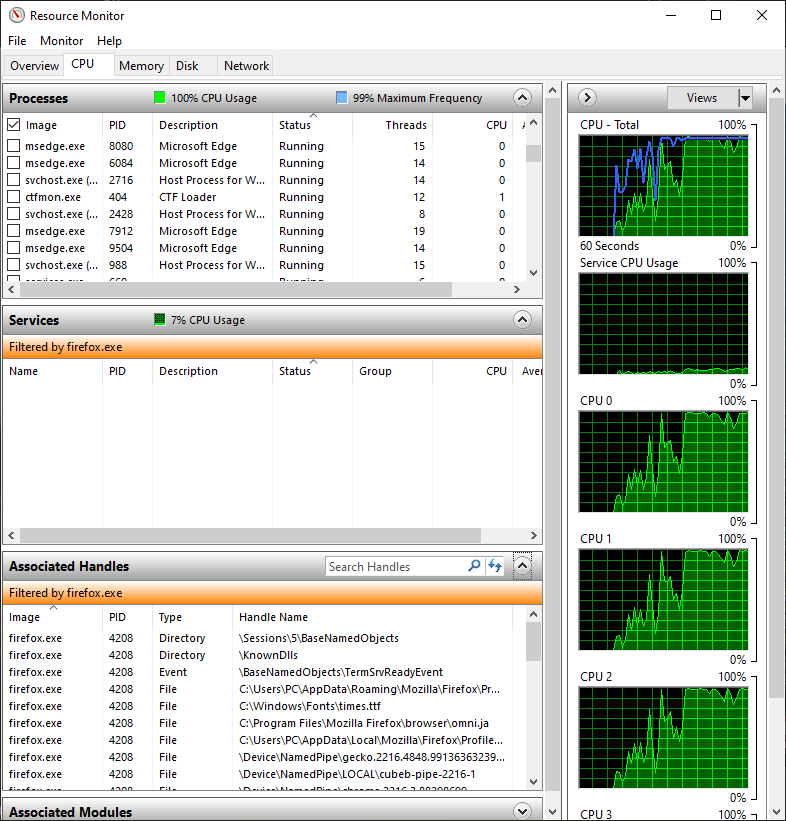 Resource Monitor
File Monitor Help
Overview CPU Memory Disk Network
Processes 100% CPU Usage 99% Maximum Frequency
Image PID Description Status Threads CPU
msedge.exe 8080 Microsoft Edge Running 15 0
msedge.exe 6084 Microsoft Edge Running 14 0
svchost.exe (... 2716 Host Process for W... Running 14 0
ctfmon.exe 404 CTF Loader Running 12 1
svchost.exe (... 2428 Host Process for W... Running 8 0
msedge.exe 7912 Microsoft Edge Running 19 0
msedge.exe 9504 Microsoft Edge Running 14 0
svchost.exe (... 988 Host Process for W... Running 15 0
Services 7% CPU Usage
Filtered by firefox.exe
Name PID Description Status Group CPU Aver
Associated Handles Search Handles
Filtered by firefox.exe
Image PID Type Handle Name
firefox.exe 4208 Directory \Sessions\5\BaseNamedObjects
firefox.exe 4208 Directory \KnownDlls
firefox.exe 4208 Event \BaseNamedObjects\TermSrvReadyEvent
firefox.exe 4208 File C:\Users\PC\AppData\Roaming\Mozilla\Firefox\Pr...
firefox.exe 4208 File C:\Windows\Fonts\times.ttf
firefox.exe 4208 File C:\Program Files\Mozilla Firefox\browser\omni.ja
firefox.exe 4208 File C:\Users\PC\AppData\Local\Mozilla\Firefox\Profile...
firefox.exe 4208 File \Device\NamedPipe\gecko.2216.4848.99136363239...
firefox.exe 4208 File \Device\NamedPipe\LOCAL\cubeb-pipe-2216-1
Associated Modules
Views
CPU - Total 100%
60 Seconds 0%
Service CPU Usage 100%
0%
CPU 0 100%
0%
CPU 1 100%
0%
CPU 2 100%
0%
CPU 3 100%